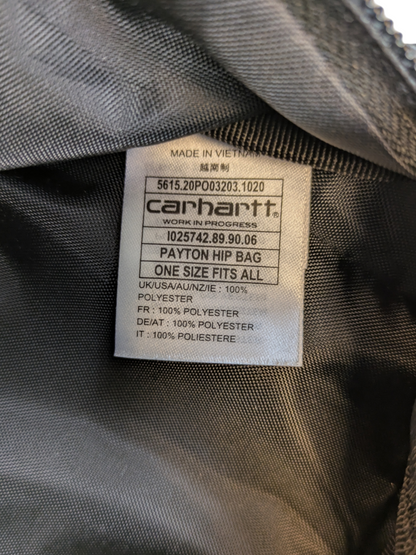 MADE IN VIETNAM
越南制
5615.20PO03203.1020
carhartt®
WORK IN PROGRESS
I025742.89.90.06
PAYTON HIP BAG
ONE SIZE FITS ALL
UK/USA/AU/NZ/IE : 100%
POLYESTER
FR : 100% POLYESTER
DE/AT : 100% POLYESTER
IT : 100% POLIESTERE